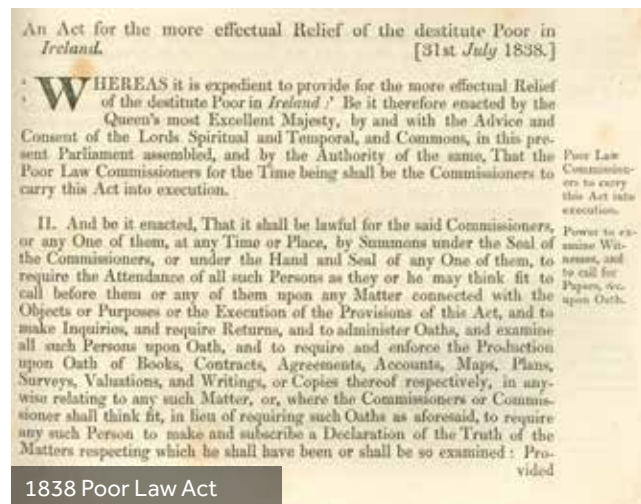 An Act for the more effectual Relief of the destitute Poor in
Ireland. [31st July 1838.]
' WHEREAS it is expedient to provide for the more effectual Relief
' of the destitute Poor in Ireland :' Be it therefore enacted by the
Queen's most Excellent Majesty, by and with the Advice and
Consent of the Lords Spiritual and Temporal, and Commons, in this pre-
sent Parliament assembled, and by the Authority of the same, That the
Poor Law Commissioners for the Time being shall be the Commissioners to
carry this Act into execution.
Poor Law
Commission-
ers to carry
this Act into
execution.
II. And be it enacted, That it shall be lawful for the said Commissioners,
or any One of them, at any Time or Place, by Summons under the Seal of
the Commissioners, or under the Hand and Seal of any One of them, to
require the Attendance of all such Persons as they or he may think fit to
call before them or any of them upon any Matter connected with the
Objects or Purposes or the Execution of the Provisions of this Act, and to
make Inquiries, and require Returns, and to administer Oaths, and examine
all such Persons upon Oath, and to require and enforce the Production
upon Oath of Books, Contracts, Agreements, Accounts, Maps, Plans,
Surveys, Valuations, and Writings, or Copies thereof respectively, in any-
wise relating to any such Matter, or, where the Commissioners or Commis-
sioner shall think fit, in lieu of requiring such Oaths as aforesaid, to require
any such Person to make and subscribe a Declaration of the Truth of the
Matters respecting which he shall have been or shall be so examined : Pro-
vided
Power to ex-
amine Wit-
nesses, and
to call for
Papers, &c.
upon Oath.
1838 Poor Law Act